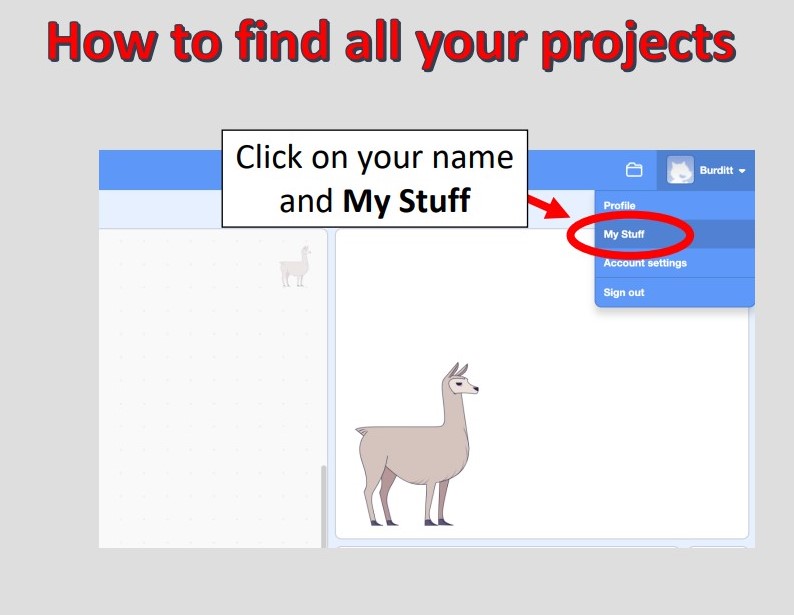 How to find all your projects
Click on your name
and My Stuff
Burditt
Profile
My Stuff
Account settings
Sign out